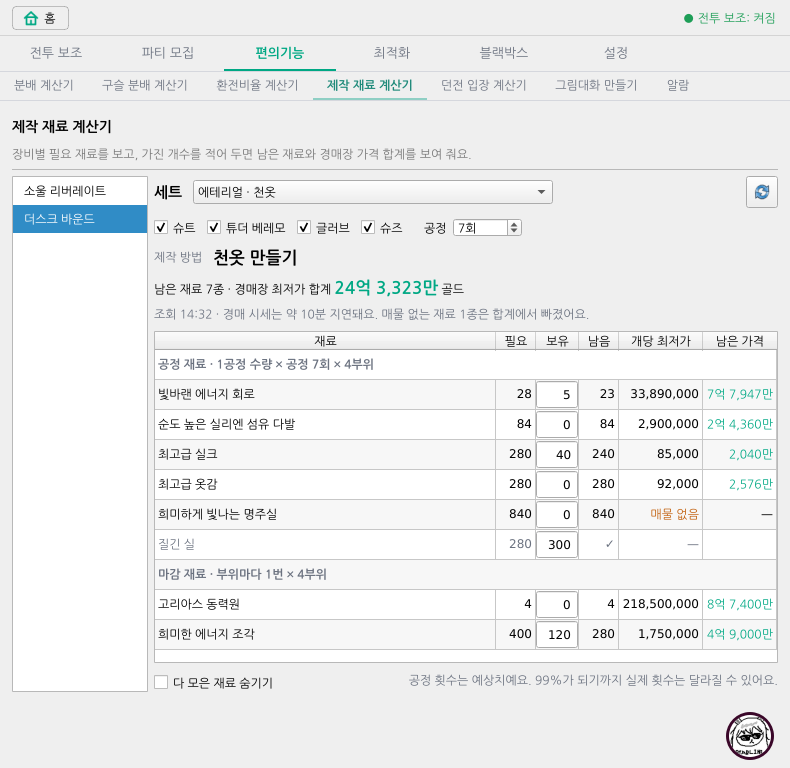 홈
● 전투 보조: 켜짐
전투 보조 파티 모집 편의기능 최적화 블랙박스 설정
분배 계산기 구슬 분배 계산기 환전비율 계산기 제작 재료 계산기 던전 입장 계산기 그림대화 만들기 알람
제작 재료 계산기
장비별 필요 재료를 보고, 가진 개수를 적어 두면 남은 재료와 경매장 가격 합계를 보여 줘요.
소울 리버레이트
더스크 바운드
세트 에테리얼 · 천옷
슈트 튜더 베레모 글러브 슈즈 공정 7회
제작 방법 천옷 만들기
남은 재료 7종 · 경매장 최저가 합계 24억 3,323만 골드
조회 14:32 · 경매 시세는 약 10분 지연돼요. 매물 없는 재료 1종은 합계에서 빠졌어요.
재료 필요 보유 남음 개당 최저가 남은 가격
공정 재료 · 1공정 수량 × 공정 7회 × 4부위
빛바랜 에너지 회로 28 5 23 33,890,000 7억 7,947만
순도 높은 실리엔 섬유 다발 84 0 84 2,900,000 2억 4,360만
최고급 실크 280 40 240 85,000 2,040만
최고급 옷감 280 0 280 92,000 2,576만
희미하게 빛나는 명주실 840 0 840 매물 없음 —
질긴 실 280 300 ✓ —
마감 재료 · 부위마다 1번 × 4부위
고리아스 동력원 4 0 4 218,500,000 8억 7,400만
희미한 에너지 조각 400 120 280 1,750,000 4억 9,000만
다 모은 재료 숨기기
공정 횟수는 예상치예요. 99%가 되기까지 실제 횟수는 달라질 수 있어요.